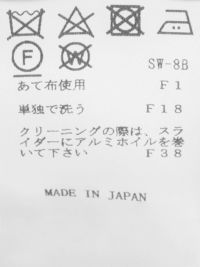 F W
SW-8B
あて布使用 F1
単独で洗う F18
クリーニングの際は、スラ
イダーにアルミホイルを巻
いて下さい F38
MADE IN JAPAN